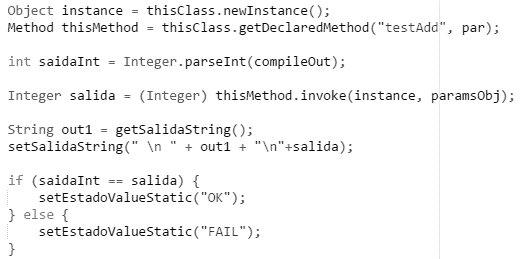 Object instance = thisClass.newInstance();
Method thisMethod = thisClass.getDeclaredMethod("testAdd", par);
int saidaInt = Integer.parseInt(compileOut);
Integer salida = (Integer) thisMethod.invoke(instance, paramsObj);
String out1 = getSalidaString();
setSalidaString(" \n " + out1 + "\n"+salida);
if (saidaInt == salida) {
    setEstadoValueStatic("OK");
} else {
    setEstadoValueStatic("FAIL");
}